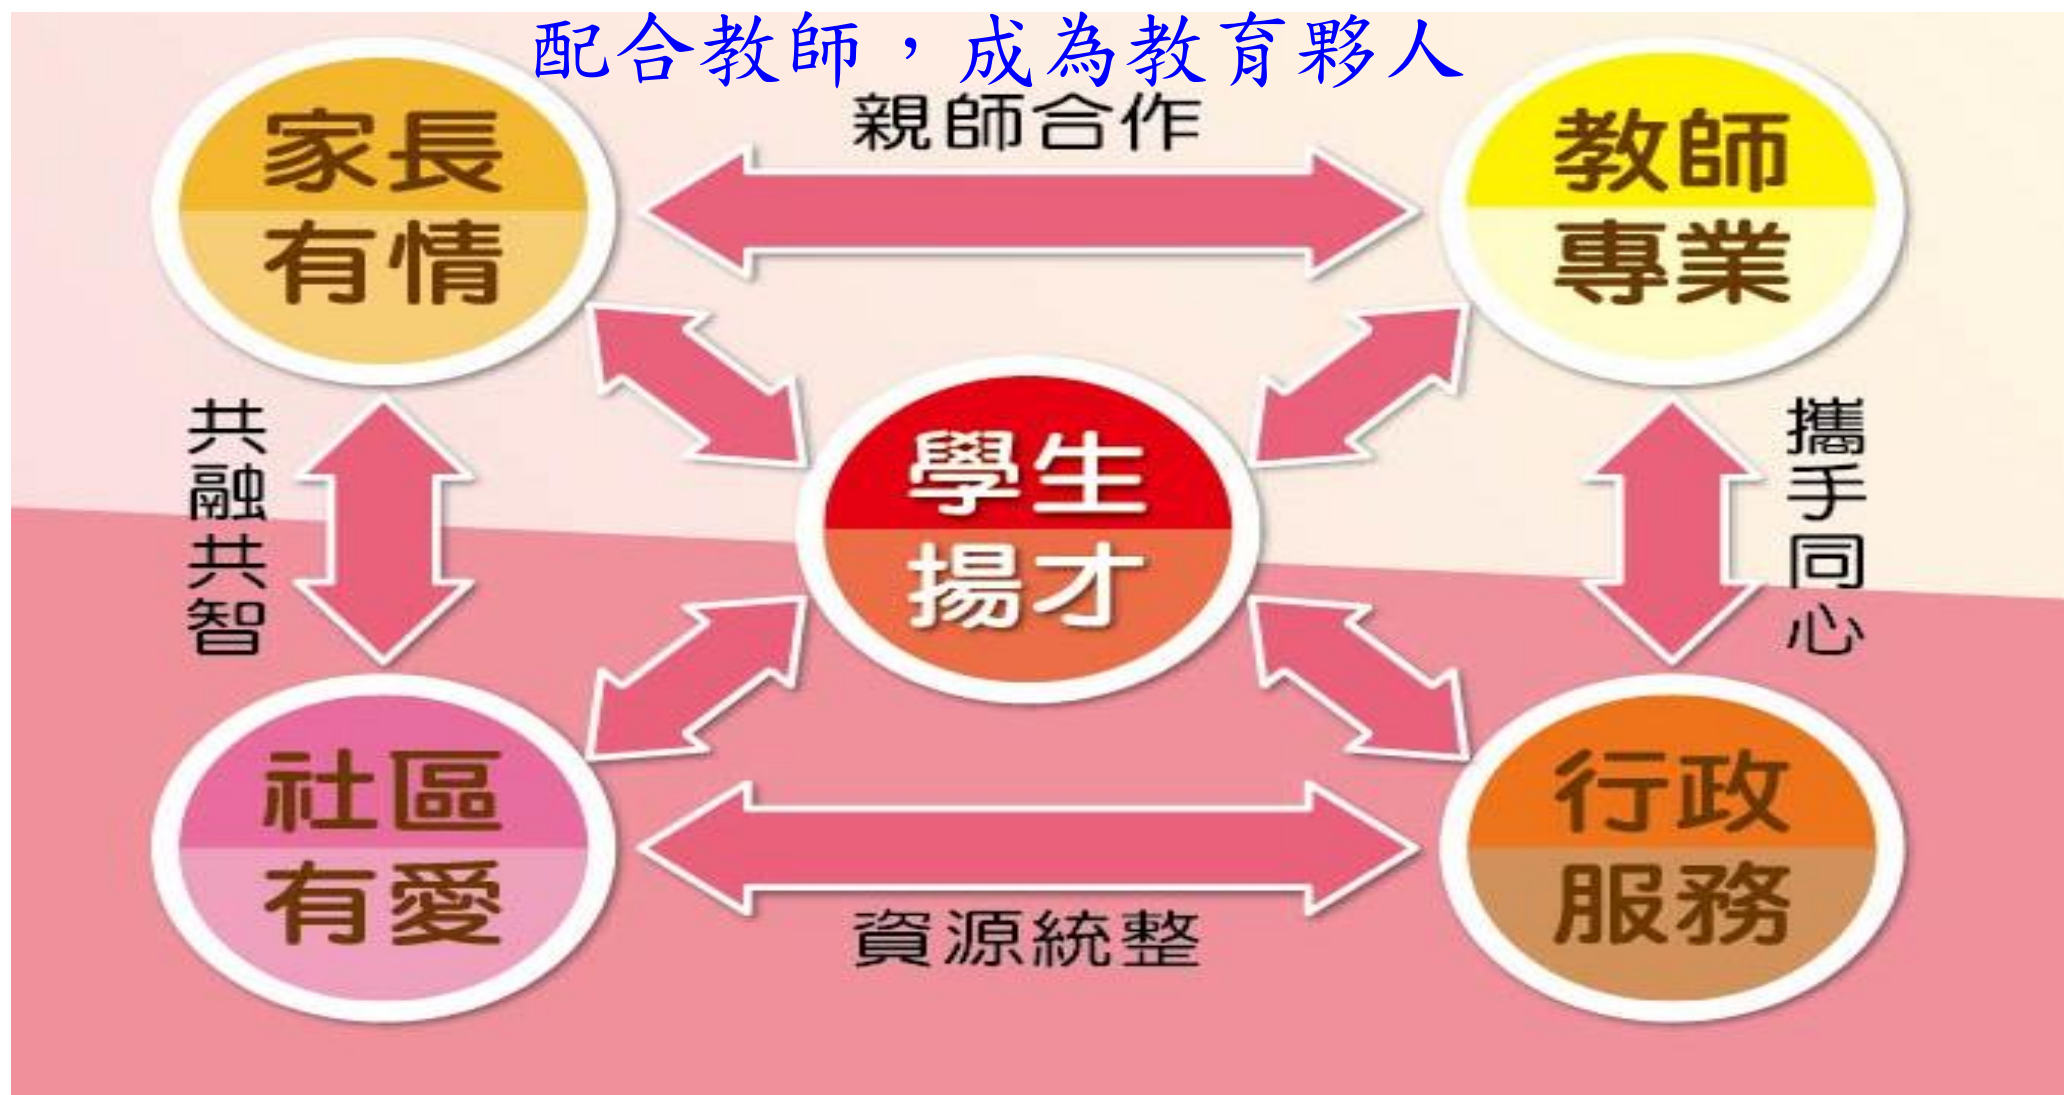 配合教師，成為教育夥人
親師合作
家長
有情
教師
專業
共融共智
學生
揚才
攜手同心
社區
有愛
行政
服務
資源統整